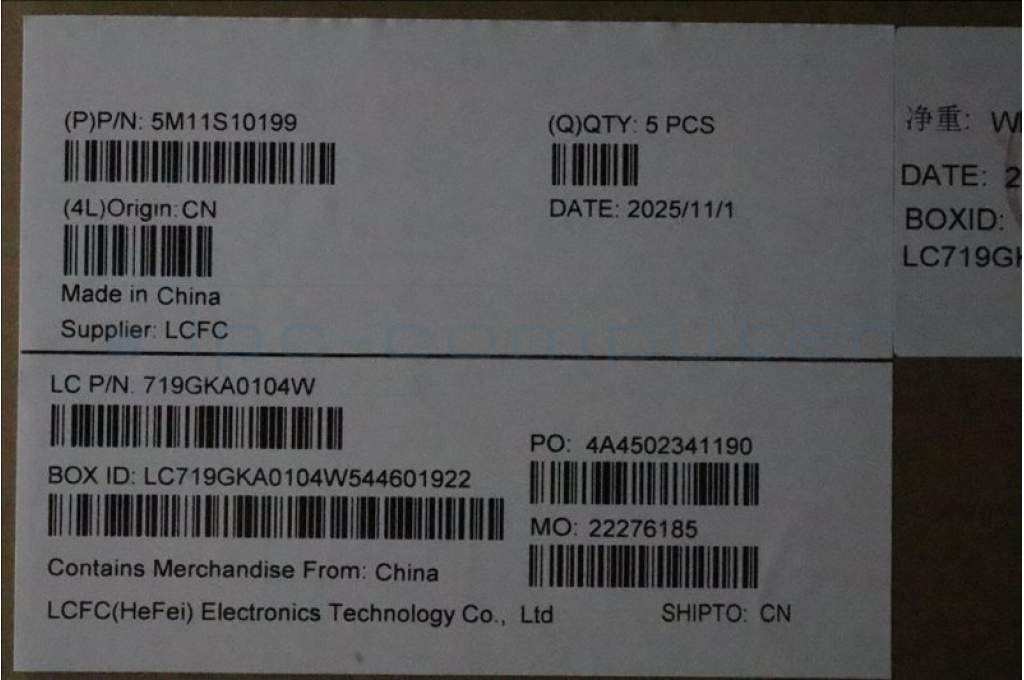 (P)P/N: 5M11S10199
(Q)QTY: 5 PCS
(4L)Origin:CN
DATE: 2025/11/1
Made in China
Supplier: LCFC
LC P/N: 719GKA0104W
PO: 4A4502341190
BOX ID: LC719GKA0104W544601922
MO: 22276185
Contains Merchandise From: China
LCFC(HeFei) Electronics Technology Co., Ltd
SHIPTO: CN
净重:
DATE: 2
BOXID:
LC719G